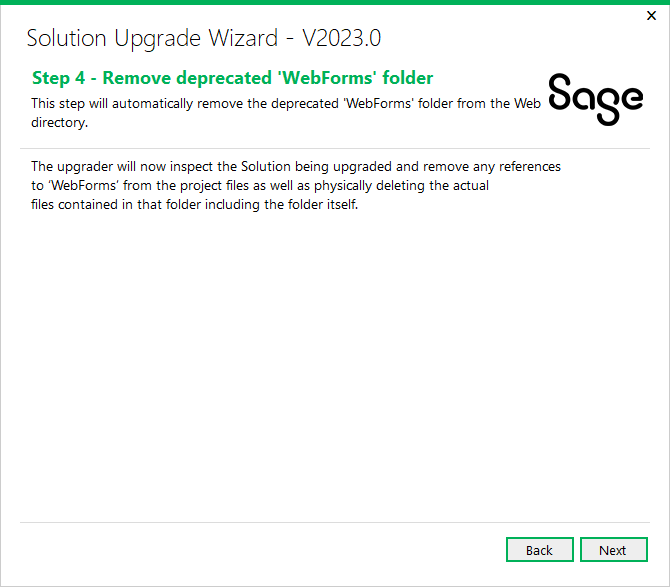 Solution Upgrade Wizard - V2023.0
Step 4 - Remove deprecated 'WebForms' folder
This step will automatically remove the deprecated 'WebForms' folder from the Web
directory.
Sage
The upgrader will now inspect the Solution being upgraded and remove any references
to ‘WebForms’ from the project files as well as physically deleting the actual
files contained in that folder including the folder itself.
Back
Next